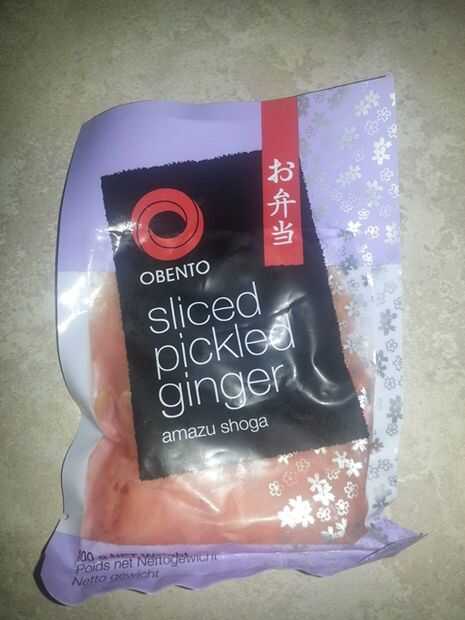 お弁当
OBENTO
sliced
pickled
ginger
amazu shoga
Poids net Nettogewicht
Netto gewicht